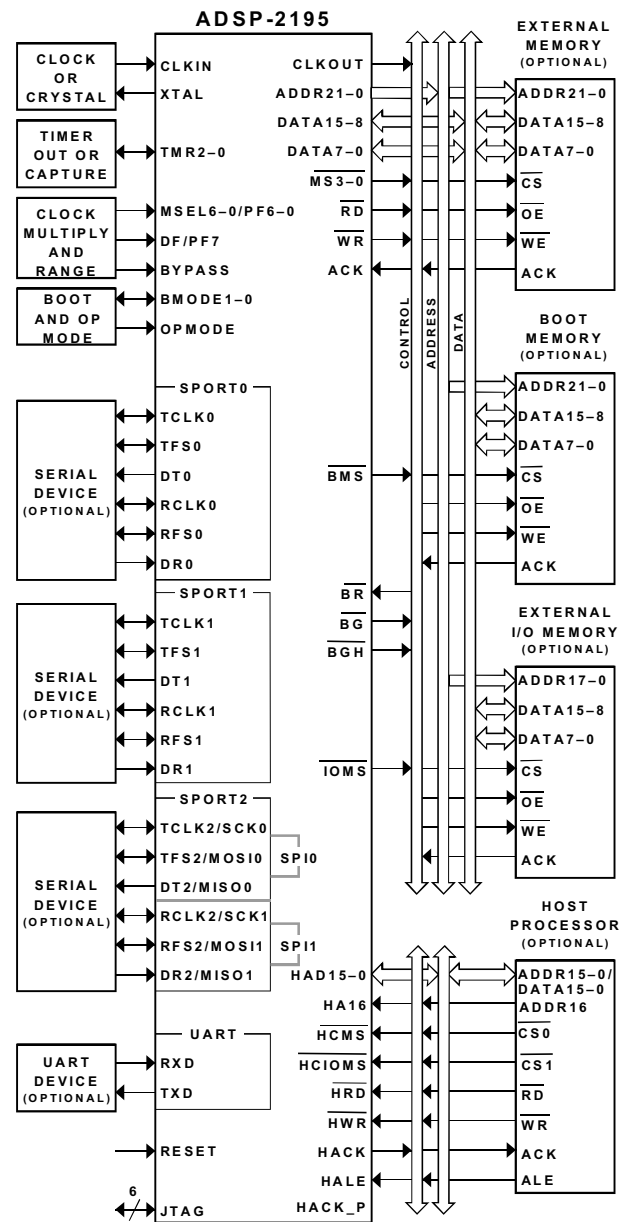 ADSP-2195
CLOCK
OR
CRYSTAL
TIMER
OUT OR
CAPTURE
CLOCK
MULTIPLY
AND
RANGE
BOOT
AND OP
MODE
SERIAL
DEVICE
(OPTIONAL)
SERIAL
DEVICE
(OPTIONAL)
SERIAL
DEVICE
(OPTIONAL)
UART
DEVICE
(OPTIONAL)
6
CLKIN
XTAL
TMR2–0
MSEL6–0/PF6–0
DF/PF7
BYPASS
BMODE1–0
OPMODE
SPORT0
TCLK0
TFS0
DT0
RCLK0
RFS0
DR0
SPORT1
TCLK1
TFS1
DT1
RCLK1
RFS1
DR1
SPORT2
TCLK2/SCK0
TFS2/MOSI0
DT2/MISO0
SPI0
RCLK2/SCK1
RFS2/MOSI1
DR2/MISO1
SPI1
UART
RXD
TXD
RESET
JTAG
CLKOUT
ADDR21–0
DATA15–8
DATA7–0
MS3–0
RD
WR
ACK
BMS
BR
BG
BGH
IOMS
HAD15–0
HA16
HCMS
HCIOMS
HRD
HWR
HACK
HALE
HACK_P
CONTROL
ADDRESS
DATA
EXTERNAL
MEMORY
(OPTIONAL)
ADDR21–0
DATA15–8
DATA7–0
CS
OE
WE
ACK
BOOT
MEMORY
(OPTIONAL)
ADDR21–0
DATA15–8
DATA7–0
CS
OE
WE
ACK
EXTERNAL
I/O MEMORY
(OPTIONAL)
ADDR17–0
DATA15–8
DATA7–0
CS
OE
WE
ACK
HOST
PROCESSOR
(OPTIONAL)
ADDR15–0/
DATA15–0
ADDR16
CS0
CS1
RD
WR
ACK
ALE